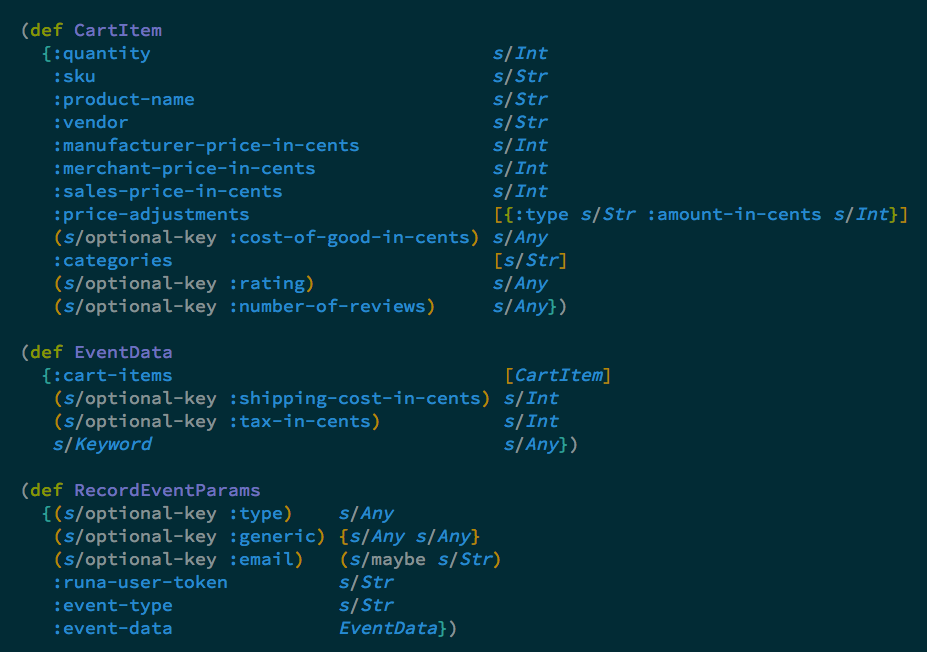 (def CartItem
  {:quantity                               s/Int
   :sku                                    s/Str
   :product-name                           s/Str
   :vendor                                 s/Str
   :manufacturer-price-in-cents            s/Int
   :merchant-price-in-cents                s/Int
   :sales-price-in-cents                   s/Int
   :price-adjustments                      [{:type s/Str :amount-in-cents s/Int}]
   (s/optional-key :cost-of-good-in-cents) s/Any
   :categories                             [s/Str]
   (s/optional-key :rating)                s/Any
   (s/optional-key :number-of-reviews)     s/Any})

(def EventData
  {:cart-items                              [CartItem]
   (s/optional-key :shipping-cost-in-cents) s/Int
   (s/optional-key :tax-in-cents)           s/Int
   s/Keyword                                s/Any})

(def RecordEventParams
  {(s/optional-key :type)    s/Any
   (s/optional-key :generic) {s/Any s/Any}
   (s/optional-key :email)   (s/maybe s/Str)
   :runa-user-token          s/Str
   :event-type               s/Str
   :event-data               EventData})